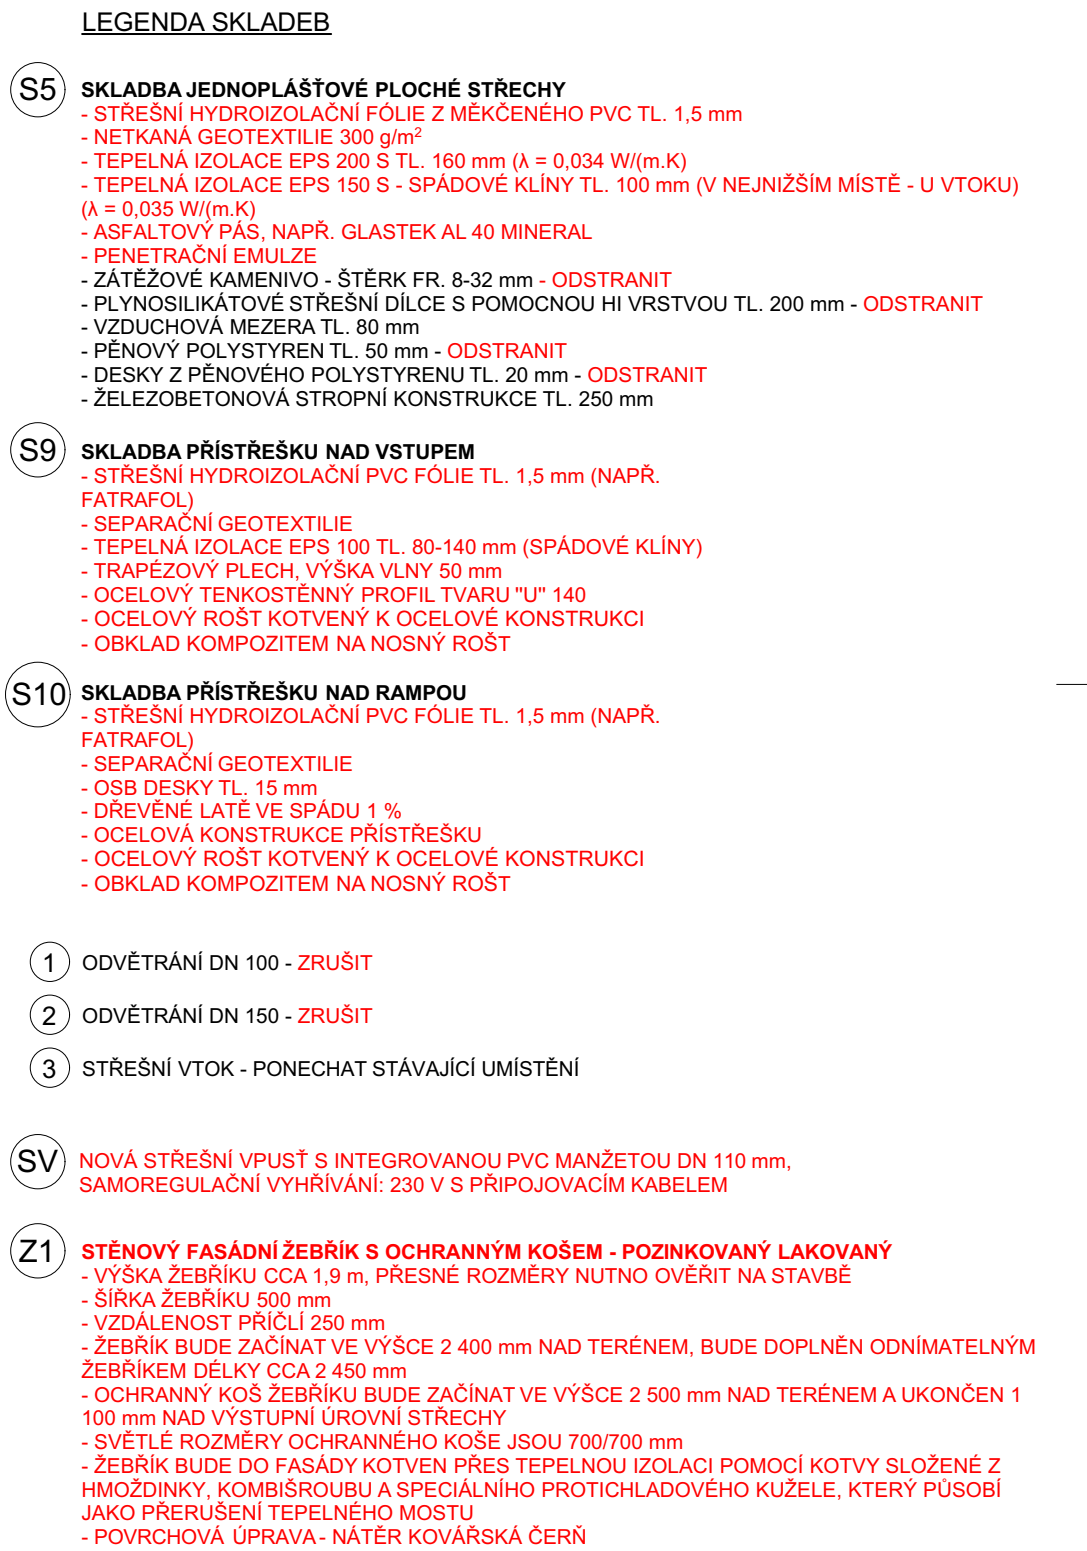 LEGENDA SKLADEB
S5 SKLADBA JEDNOPLÁŠŤOVÉ PLOCHÉ STŘECHY
- STŘEŠNÍ HYDROIZOLAČNÍ FÓLIE Z MĚKČENÉHO PVC TL. 1,5 mm
- NETKANÁ GEOTEXTILIE 300 g/m²
- TEPELNÁ IZOLACE EPS 200 S TL. 160 mm (λ = 0,034 W/(m.K)
- TEPELNÁ IZOLACE EPS 150 S - SPÁDOVÉ KLÍNY TL. 100 mm (V NEJNIŽŠÍM MÍSTĚ - U VTOKU)
(λ = 0,035 W/(m.K)
- ASFALTOVÝ PÁS, NAPŘ. GLASTEK AL 40 MINERAL
- PENETRAČNÍ EMULZE
- ZÁTĚŽOVÉ KAMENIVO - ŠTĚRK FR. 8-32 mm - ODSTRANIT
- PLYNOSILIKÁTOVÉ STŘEŠNÍ DÍLCE S POMOCNOU HI VRSTVOU TL. 200 mm - ODSTRANIT
- VZDUCHOVÁ MEZERA TL. 80 mm
- PĚNOVÝ POLYSTYREN TL. 50 mm - ODSTRANIT
- DESKY Z PĚNOVÉHO POLYSTYRENU TL. 20 mm - ODSTRANIT
- ŽELEZOBETONOVÁ STROPNÍ KONSTRUKCE TL. 250 mm
S9 SKLADBA PŘÍSTŘEŠKU NAD VSTUPEM
- STŘEŠNÍ HYDROIZOLAČNÍ PVC FÓLIE TL. 1,5 mm (NAPŘ.
FATRAFOL)
- SEPARAČNÍ GEOTEXTILIE
- TEPELNÁ IZOLACE EPS 100 TL. 80-140 mm (SPÁDOVÉ KLÍNY)
- TRAPÉZOVÝ PLECH, VÝŠKA VLNY 50 mm
- OCELOVÝ TENKOSTĚNNÝ PROFIL TVARU "U" 140
- OCELOVÝ ROŠT KOTVENÝ K OCELOVÉ KONSTRUKCI
- OBKLAD KOMPOZITEM NA NOSNÝ ROŠT
S10 SKLADBA PŘÍSTŘEŠKU NAD RAMPOU
- STŘEŠNÍ HYDROIZOLAČNÍ PVC FÓLIE TL. 1,5 mm (NAPŘ.
FATRAFOL)
- SEPARAČNÍ GEOTEXTILIE
- OSB DESKY TL. 15 mm
- DŘEVĚNÉ LATĚ VE SPÁDU 1 %
- OCELOVÁ KONSTRUKCE PŘÍSTŘEŠKU
- OCELOVÝ ROŠT KOTVENÝ K OCELOVÉ KONSTRUKCI
- OBKLAD KOMPOZITEM NA NOSNÝ ROŠT
1 ODVĚTRÁNÍ DN 100 - ZRUŠIT
2 ODVĚTRÁNÍ DN 150 - ZRUŠIT
3 STŘEŠNÍ VTOK - PONECHAT STÁVAJÍCÍ UMÍSTĚNÍ
SV NOVÁ STŘEŠNÍ VPUSŤ S INTEGROVANOU PVC MANŽETOU DN 110 mm,
SAMOREGULAČNÍ VYHŘÍVÁNÍ: 230 V S PŘIPOJOVACÍM KABELEM
Z1 STĚNOVÝ FASÁDNÍ ŽEBŘÍK S OCHRANNÝM KOŠEM - POZINKOVANÝ LAKOVANÝ
- VÝŠKA ŽEBŘÍKU CCA 1,9 m, PŘESNÉ ROZMĚRY NUTNO OVĚŘIT NA STAVBĚ
- ŠÍŘKA ŽEBŘÍKU 500 mm
- VZDÁLENOST PŘÍČLÍ 250 mm
- ŽEBŘÍK BUDE ZAČÍNAT VE VÝŠCE 2 400 mm NAD TERÉNEM, BUDE DOPLNĚN ODNÍMATELNÝM
ŽEBŘÍKEM DÉLKY CCA 2 450 mm
- OCHRANNÝ KOŠ ŽEBŘÍKU BUDE ZAČÍNAT VE VÝŠCE 2 500 mm NAD TERÉNEM A UKONČEN 1
100 mm NAD VÝSTUPNÍ ÚROVNÍ STŘECHY
- SVĚTLÉ ROZMĚRY OCHRANNÉHO KOŠE JSOU 700/700 mm
- ŽEBŘÍK BUDE DO FASÁDY KOTVEN PŘES TEPELNOU IZOLACI POMOCÍ KOTVY SLOŽENÉ Z
HMOŽDINKY, KOMBIŠROUBU A SPECIÁLNÍHO PROTICHLADOVÉHO KUŽELE, KTERÝ PŮSOBÍ
JAKO PŘERUŠENÍ TEPELNÉHO MOSTU
- POVRCHOVÁ ÚPRAVA - NÁTĚR KOVÁŘSKÁ ČERŇ